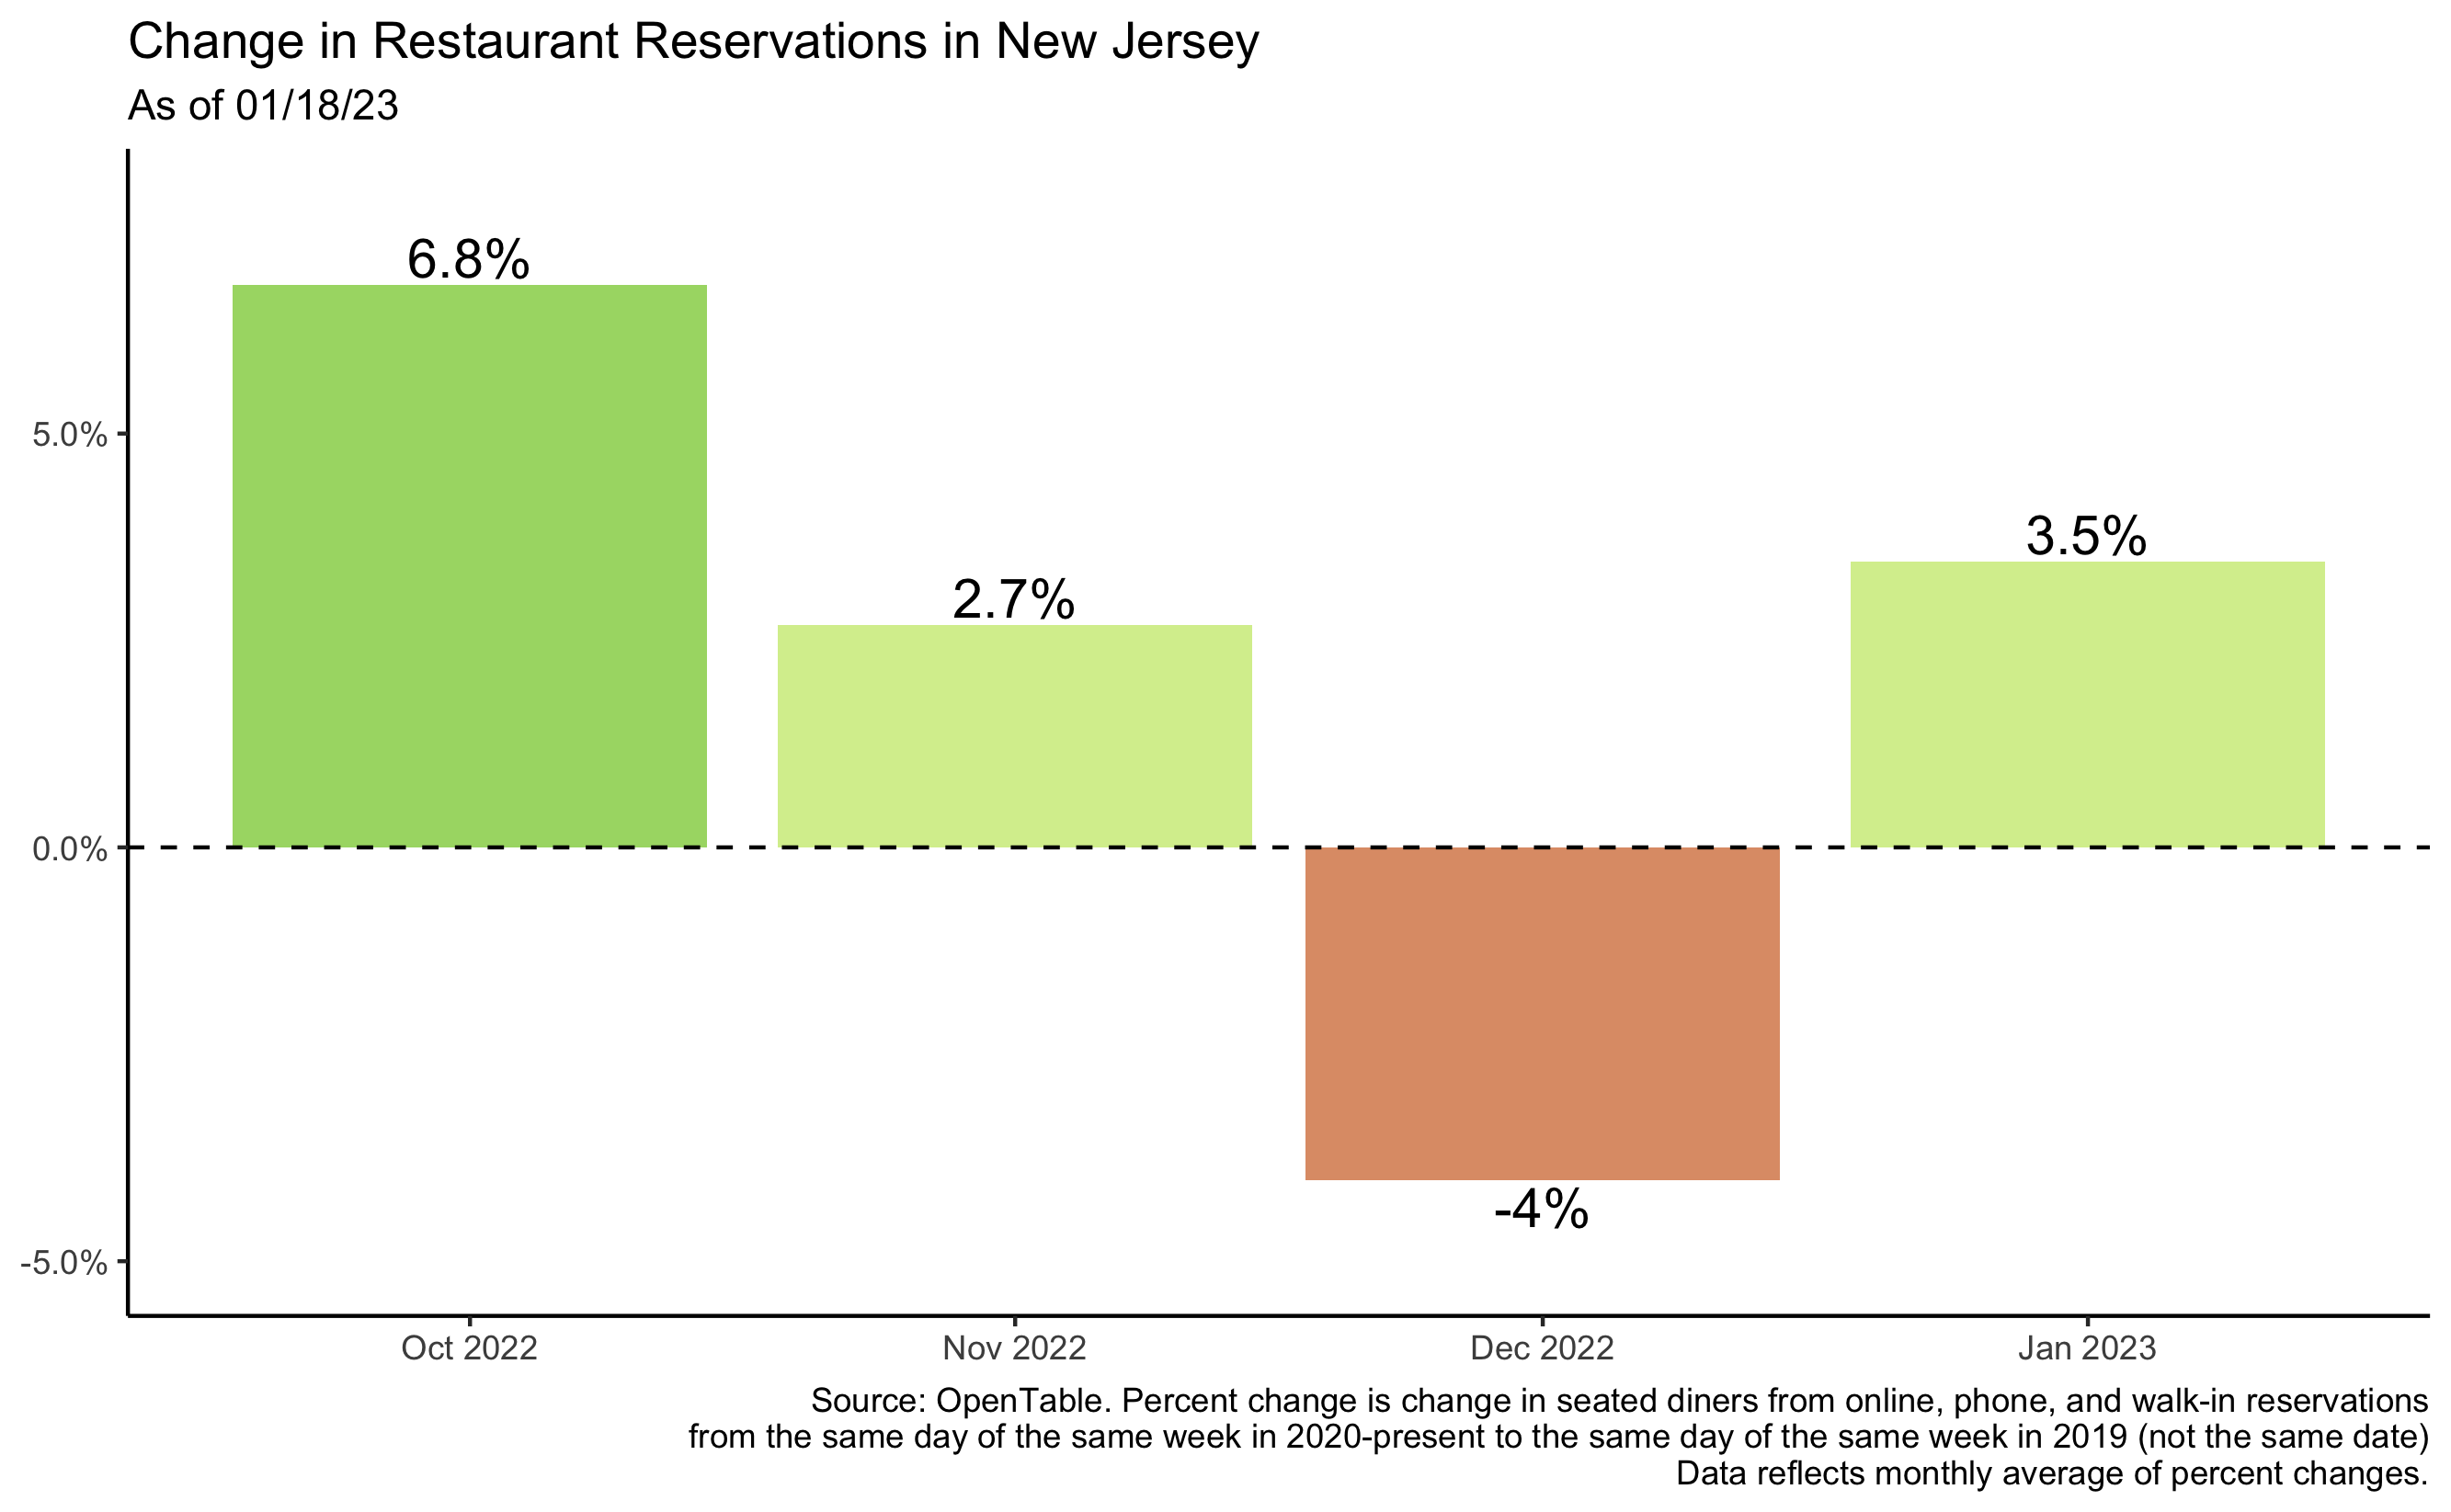 Change in Restaurant Reservations in New Jersey
As of 01/18/23
6.8%
5.0%
3.5%
2.7%
0.0%
-4%
-5.0%
Oct 2022
Nov 2022
Dec 2022
Jan 2023
Source: OpenTable. Percent change is change in seated diners from online, phone, and walk-in reservations
from the same day of the same week in 2020-present to the same day of the same week in 2019 (not the same date)
Data reflects monthly average of percent changes.